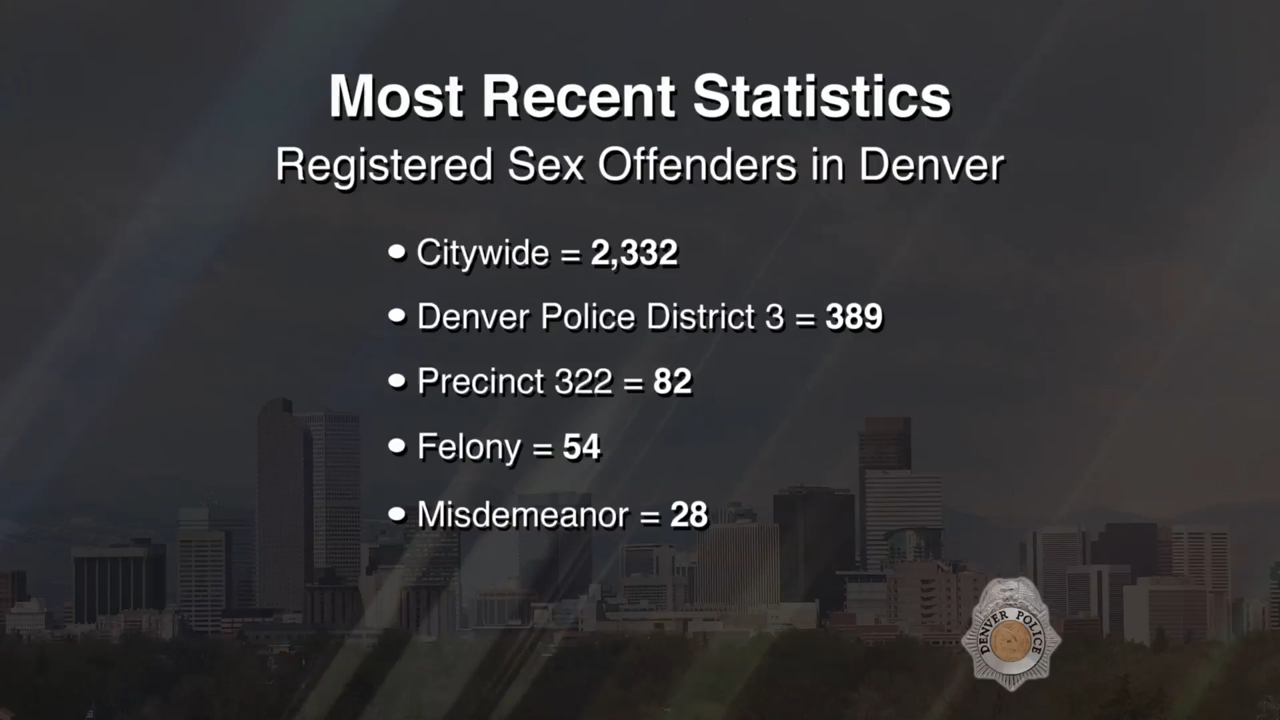 Most Recent Statistics
Registered Sex Offenders in Denver
• Citywide = 2,332
• Denver Police District 3 = 389
• Precinct 322 = 82
• Felony = 54
• Misdemeanor = 28
DENVER POLICE